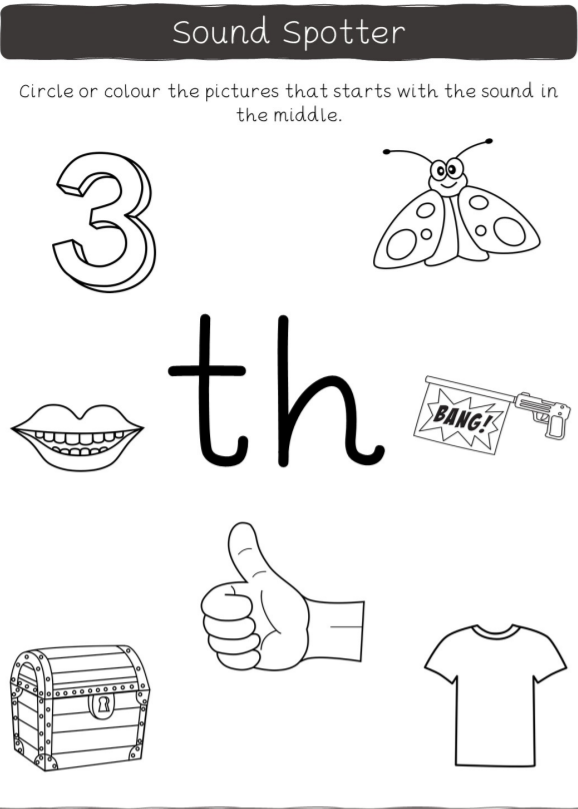 Sound Spotter
Circle or colour the pictures that starts with the sound in
the middle.
3
th
BANG!